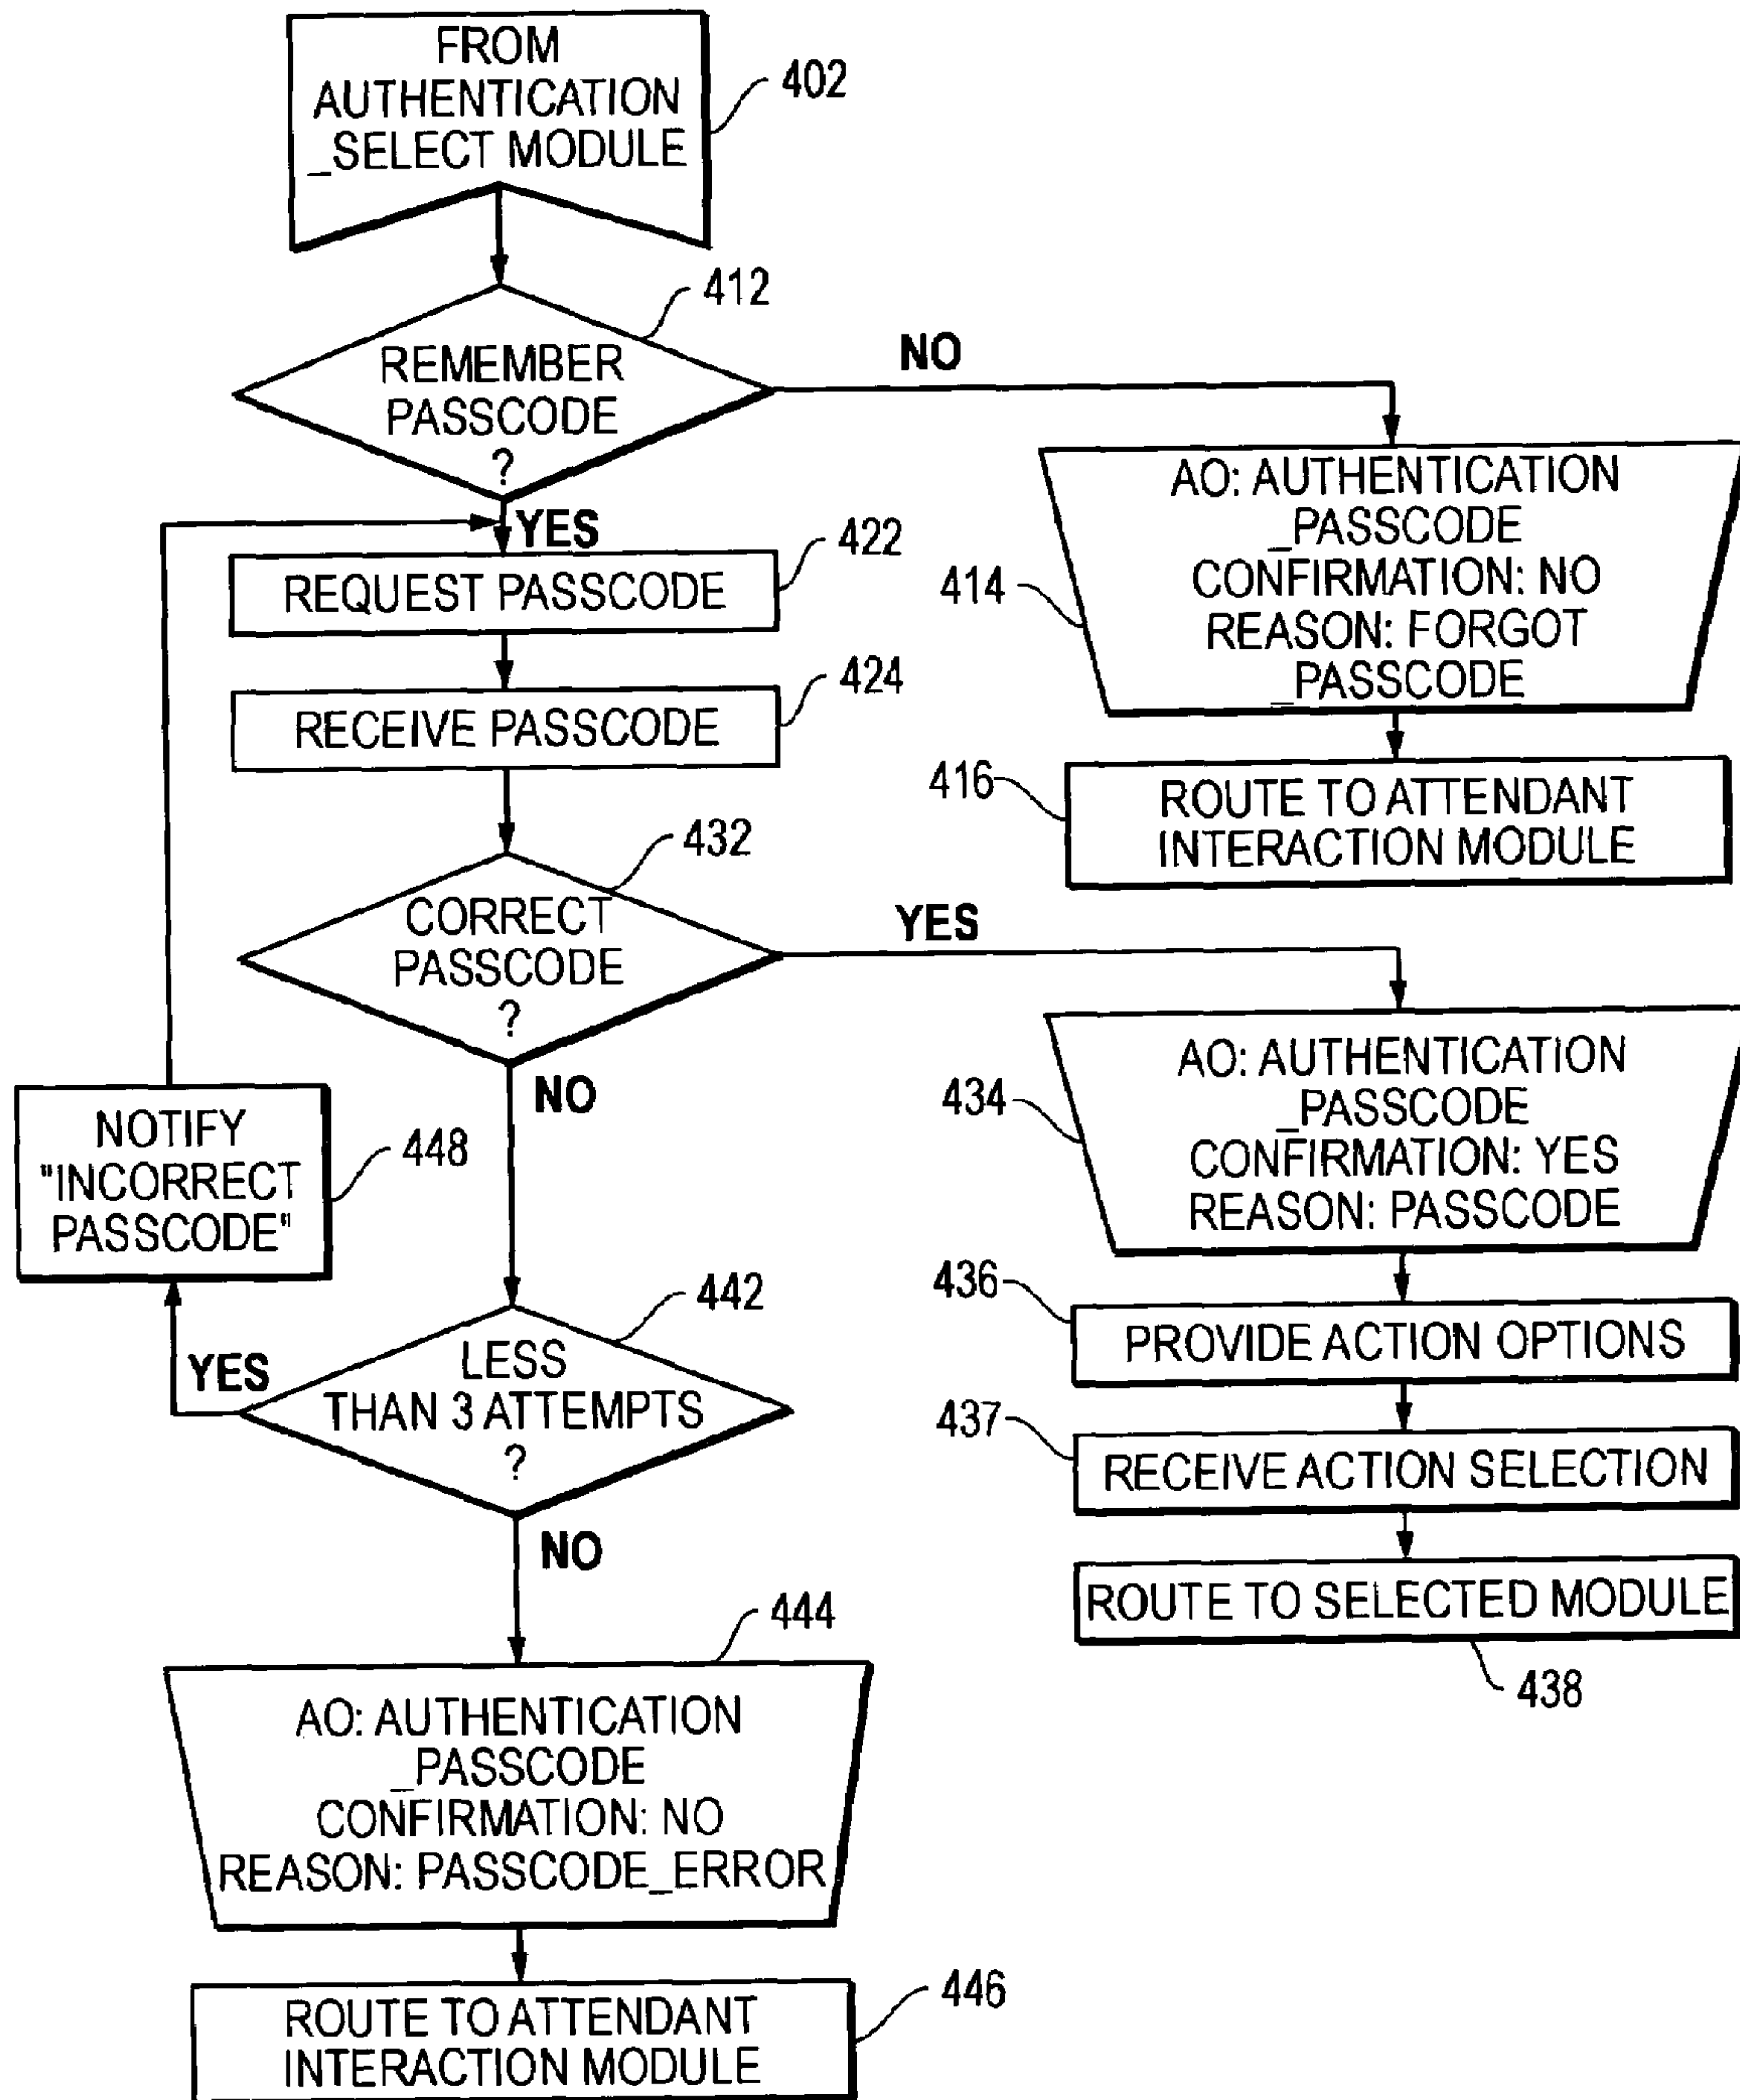 FROM
AUTHENTICATION
_SELECT MODULE
402
412
REMEMBER
PASSCODE
?
NO
YES
AO: AUTHENTICATION
_PASSCODE
CONFIRMATION: NO
REASON: FORGOT
_PASSCODE
414
REQUEST PASSCODE
422
RECEIVE PASSCODE
424
416
ROUTE TO ATTENDANT
INTERACTION MODULE
432
CORRECT
PASSCODE
?
YES
NO
AO: AUTHENTICATION
_PASSCODE
CONFIRMATION: YES
REASON: PASSCODE
434
NOTIFY
"INCORRECT
PASSCODE"
448
436
PROVIDE ACTION OPTIONS
442
LESS
THAN 3 ATTEMPTS
?
YES
NO
437
RECEIVE ACTION SELECTION
ROUTE TO SELECTED MODULE
438
444
AO: AUTHENTICATION
_PASSCODE
CONFIRMATION: NO
REASON: PASSCODE_ERROR
ROUTE TO ATTENDANT
INTERACTION MODULE
446